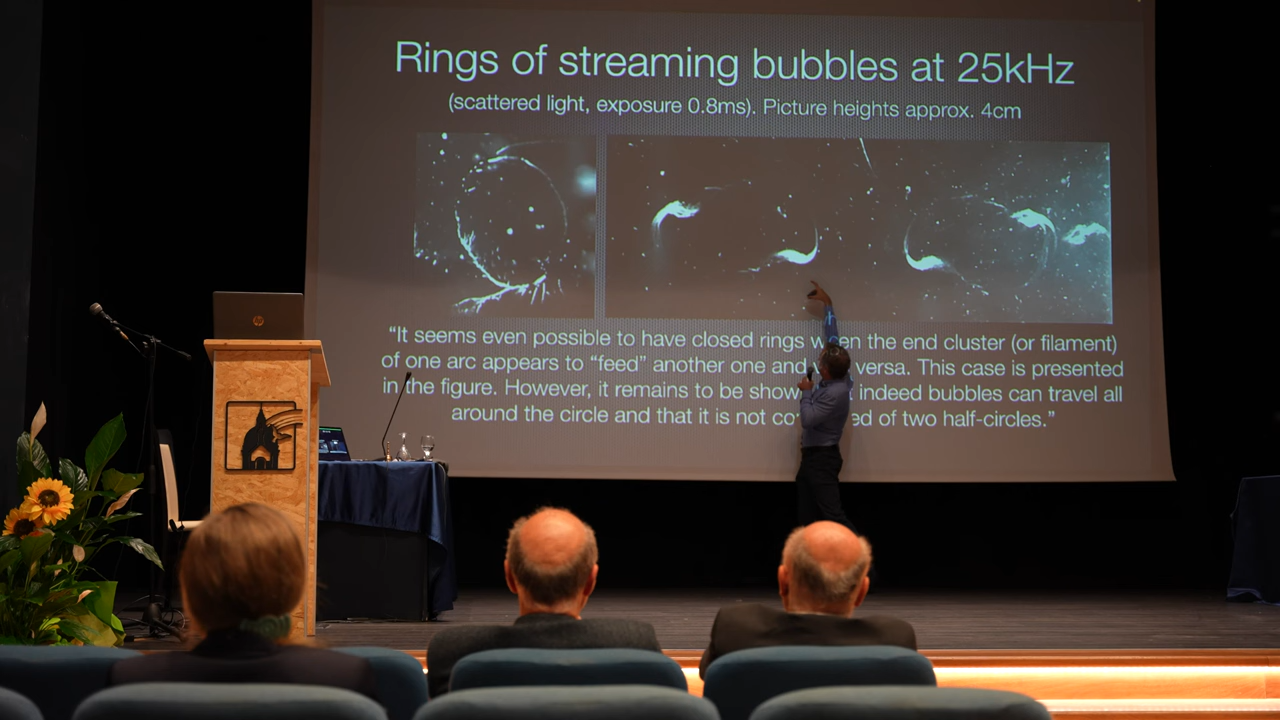 Rings of streaming bubbles at 25kHz
(scattered light, exposure 0.8ms). Picture heights approx. 4cm
“It seems even possible to have closed rings when the end cluster (or filament)
of one arc appears to “feed” another one and versa. This case is presented
in the figure. However, it remains to be indeed bubbles can travel all
around the circle and that it is not of two half-circles.”
hp